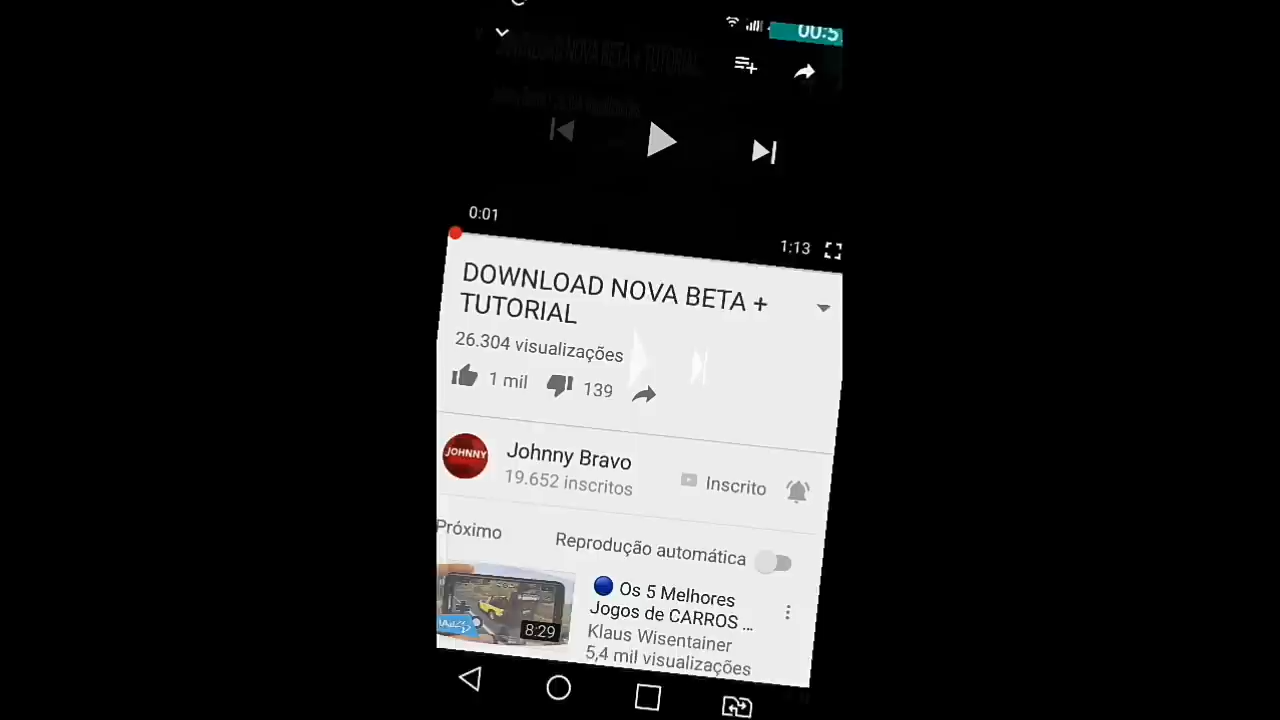 00:5
0:01
1:13
DOWNLOAD NOVA BETA +
TUTORIAL
26.304 visualizações
1 mil
139
JOHNNY
Johnny Bravo
19.652 inscritos
Inscrito
Próximo
Reprodução automática
8:29
Os 5 Melhores
Jogos de CARROS ...
Klaus Wisentainer
5,4 mil visualizações